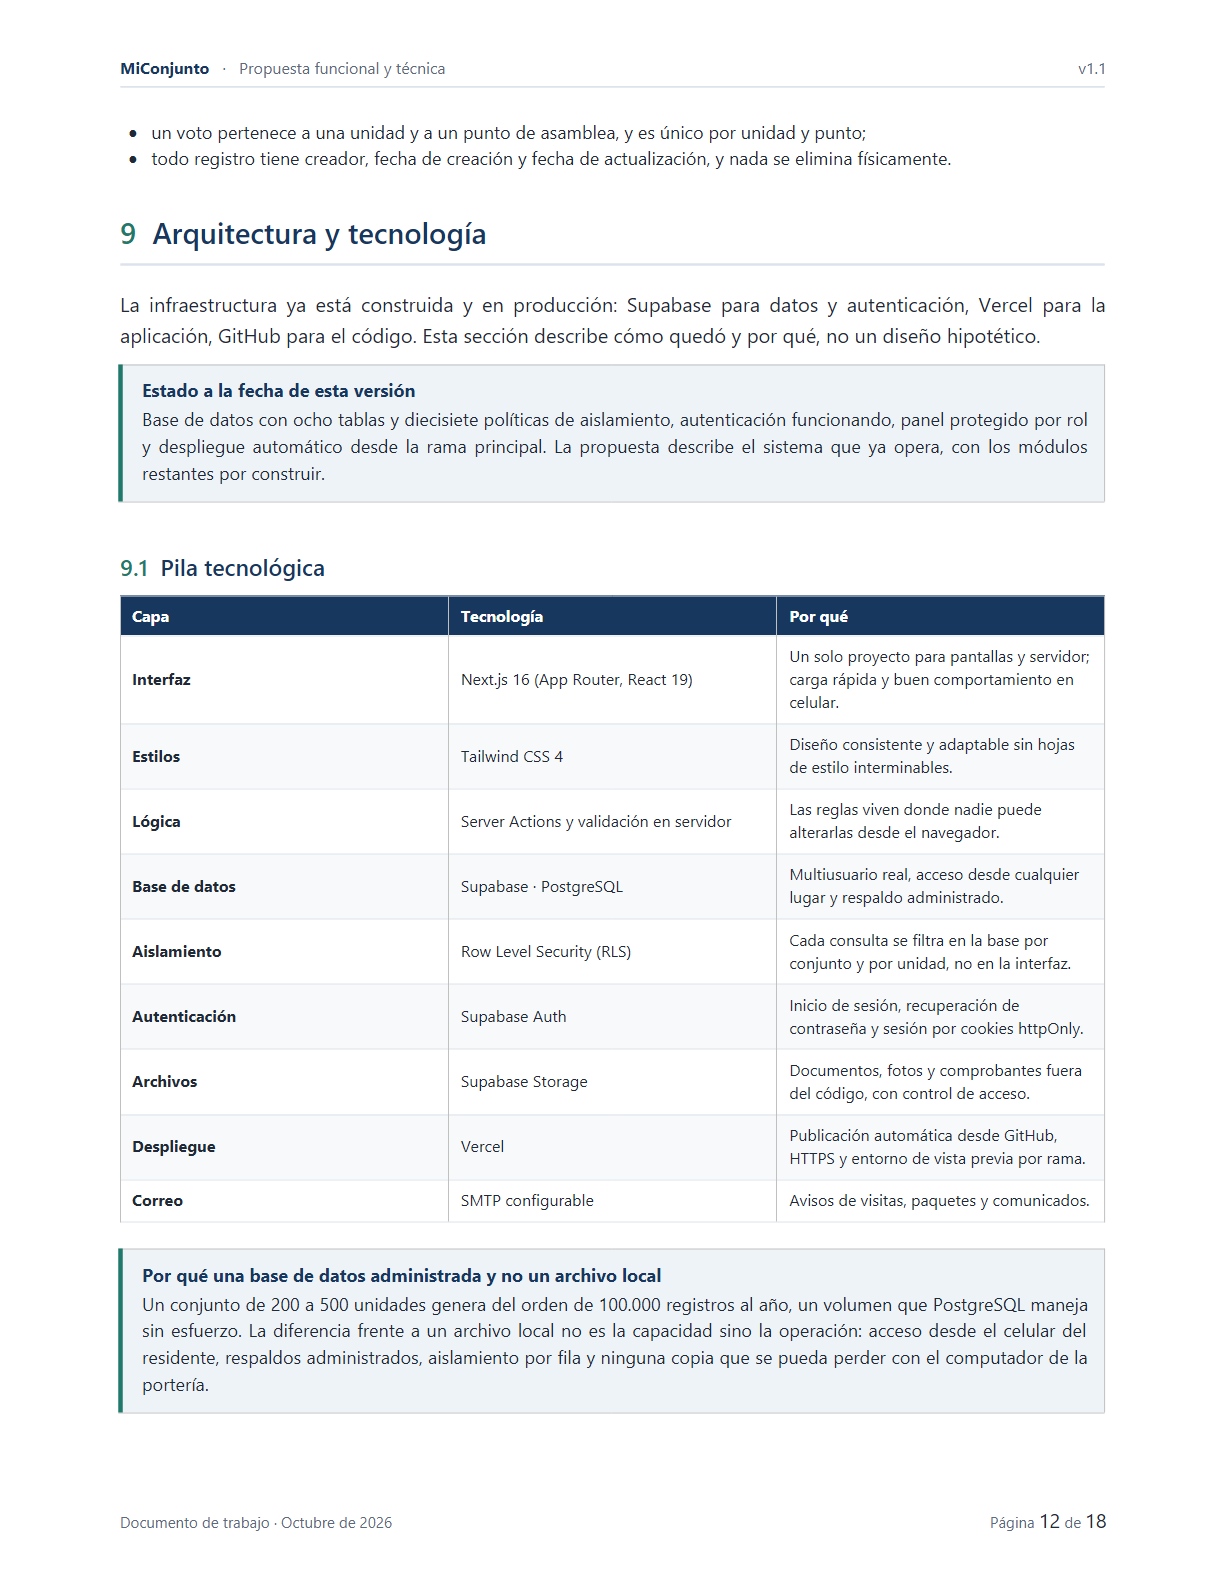 MiConjunto · Propuesta funcional y técnica v1.1
• un voto pertenece a una unidad y a un punto de asamblea, y es único por unidad y punto;
• todo registro tiene creador, fecha de creación y fecha de actualización, y nada se elimina físicamente.
9 Arquitectura y tecnología
La infraestructura ya está construida y en producción: Supabase para datos y autenticación, Vercel para la
aplicación, GitHub para el código. Esta sección describe cómo quedó y por qué, no un diseño hipotético.
Estado a la fecha de esta versión
Base de datos con ocho tablas y diecisiete políticas de aislamiento, autenticación funcionando, panel protegido por rol
y despliegue automático desde la rama principal. La propuesta describe el sistema que ya opera, con los módulos
restantes por construir.
9.1 Pila tecnológica
Capa Tecnología Por qué
Interfaz Next.js 16 (App Router, React 19) Un solo proyecto para pantallas y servidor;
carga rápida y buen comportamiento en
celular.
Estilos Tailwind CSS 4 Diseño consistente y adaptable sin hojas
de estilo interminables.
Lógica Server Actions y validación en servidor Las reglas viven donde nadie puede
alterarlas desde el navegador.
Base de datos Supabase · PostgreSQL Multiusuario real, acceso desde cualquier
lugar y respaldo administrado.
Aislamiento Row Level Security (RLS) Cada consulta se filtra en la base por
conjunto y por unidad, no en la interfaz.
Autenticación Supabase Auth Inicio de sesión, recuperación de
contraseña y sesión por cookies httpOnly.
Archivos Supabase Storage Documentos, fotos y comprobantes fuera
del código, con control de acceso.
Despliegue Vercel Publicación automática desde GitHub,
HTTPS y entorno de vista previa por rama.
Correo SMTP configurable Avisos de visitas, paquetes y comunicados.
Por qué una base de datos administrada y no un archivo local
Un conjunto de 200 a 500 unidades genera del orden de 100.000 registros al año, un volumen que PostgreSQL maneja
sin esfuerzo. La diferencia frente a un archivo local no es la capacidad sino la operación: acceso desde el celular del
residente, respaldos administrados, aislamiento por fila y ninguna copia que se pueda perder con el computador de la
portería.
Documento de trabajo · Octubre de 2026 Página 12 de 18